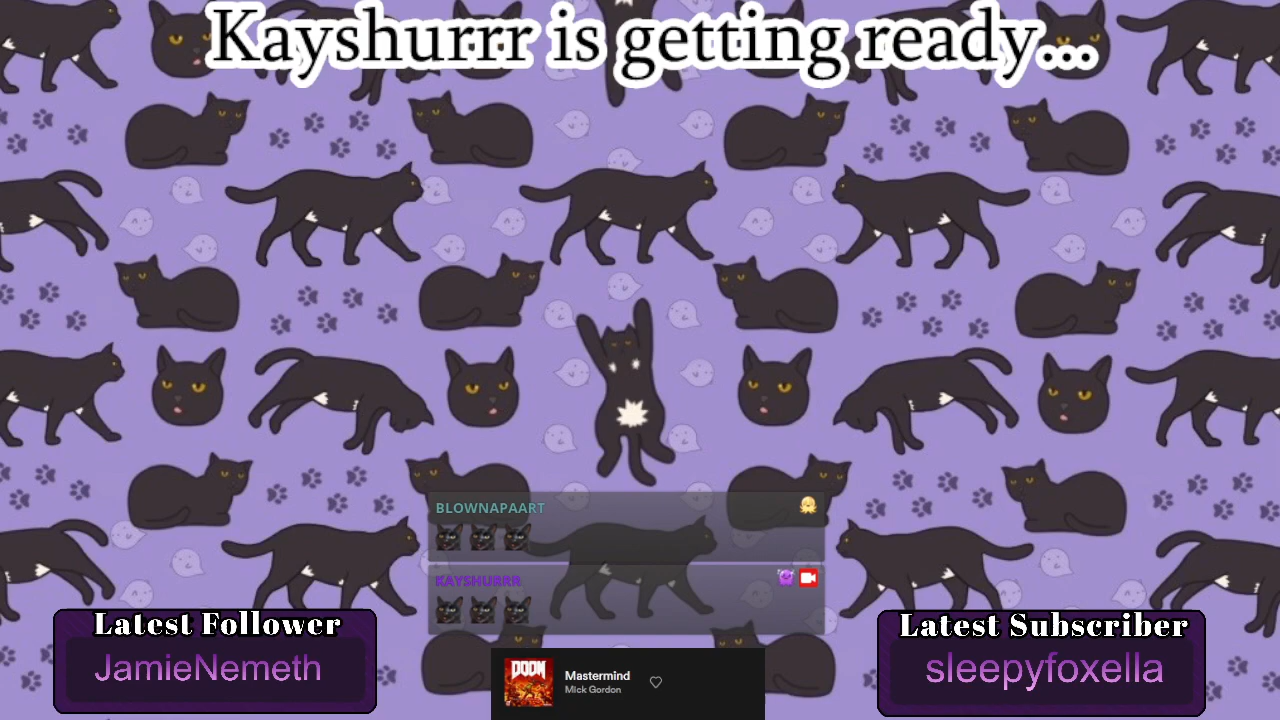 Kayshurrr is getting ready...
BLOWNAPAART
KAYSHURRR
Latest Follower
JamieNemeth
Latest Subscriber
sleepyfoxella
DOOM
Mastermind
Mick Gordon